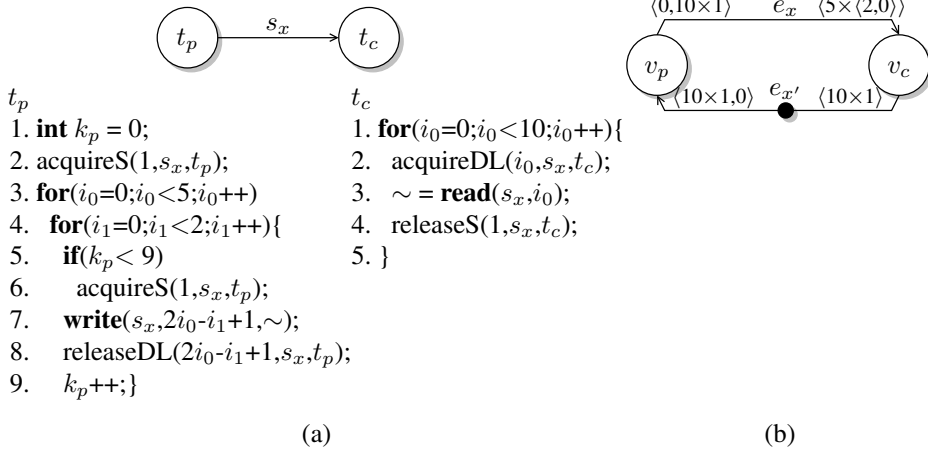 t_p s_x t_c
⟨0,10×1⟩ e_x ⟨5×⟨2,0⟩⟩
v_p v_c
⟨10×1,0⟩ e_{x′} ⟨10×1⟩
t_p
1. int k_p = 0;
2. acquireS(1,s_x,t_p);
3. for(i_0=0;i_0<5;i_0++)
4. for(i_1=0;i_1<2;i_1++){
5. if(k_p< 9)
6. acquireS(1,s_x,t_p);
7. write(s_x,2i_0-i_1+1,∼);
8. releaseDL(2i_0-i_1+1,s_x,t_p);
9. k_p++;}
t_c
1. for(i_0=0;i_0<10;i_0++){
2. acquireDL(i_0,s_x,t_c);
3. ∼ = read(s_x,i_0);
4. releaseS(1,s_x,t_c);
5. }
(a) (b)